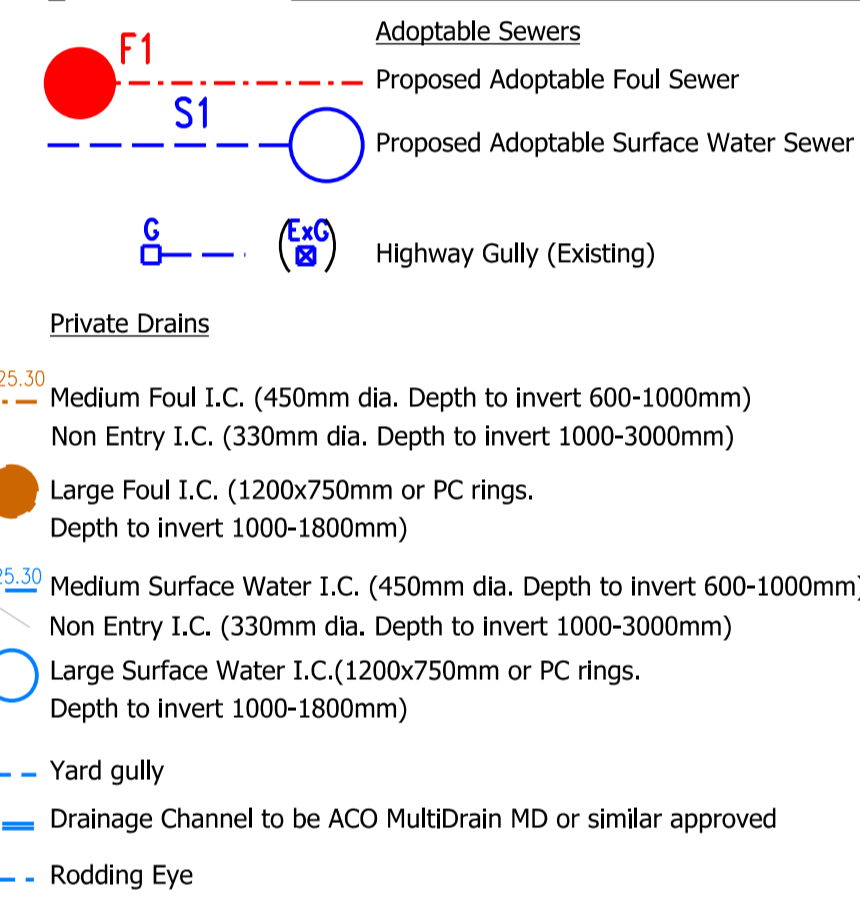 Adoptable Sewers
F1
Proposed Adoptable Foul Sewer
S1
Proposed Adoptable Surface Water Sewer
G
(ExG)
Highway Gully (Existing)
Private Drains
25.30
Medium Foul I.C. (450mm dia. Depth to invert 600-1000mm)
Non Entry I.C. (330mm dia. Depth to invert 1000-3000mm)
Large Foul I.C. (1200x750mm or PC rings.
Depth to invert 1000-1800mm)
25.30
Medium Surface Water I.C. (450mm dia. Depth to invert 600-1000mm)
Non Entry I.C. (330mm dia. Depth to invert 1000-3000mm)
Large Surface Water I.C.(1200x750mm or PC rings.
Depth to invert 1000-1800mm)
Yard gully
Drainage Channel to be ACO MultiDrain MD or similar approved
Rodding Eye